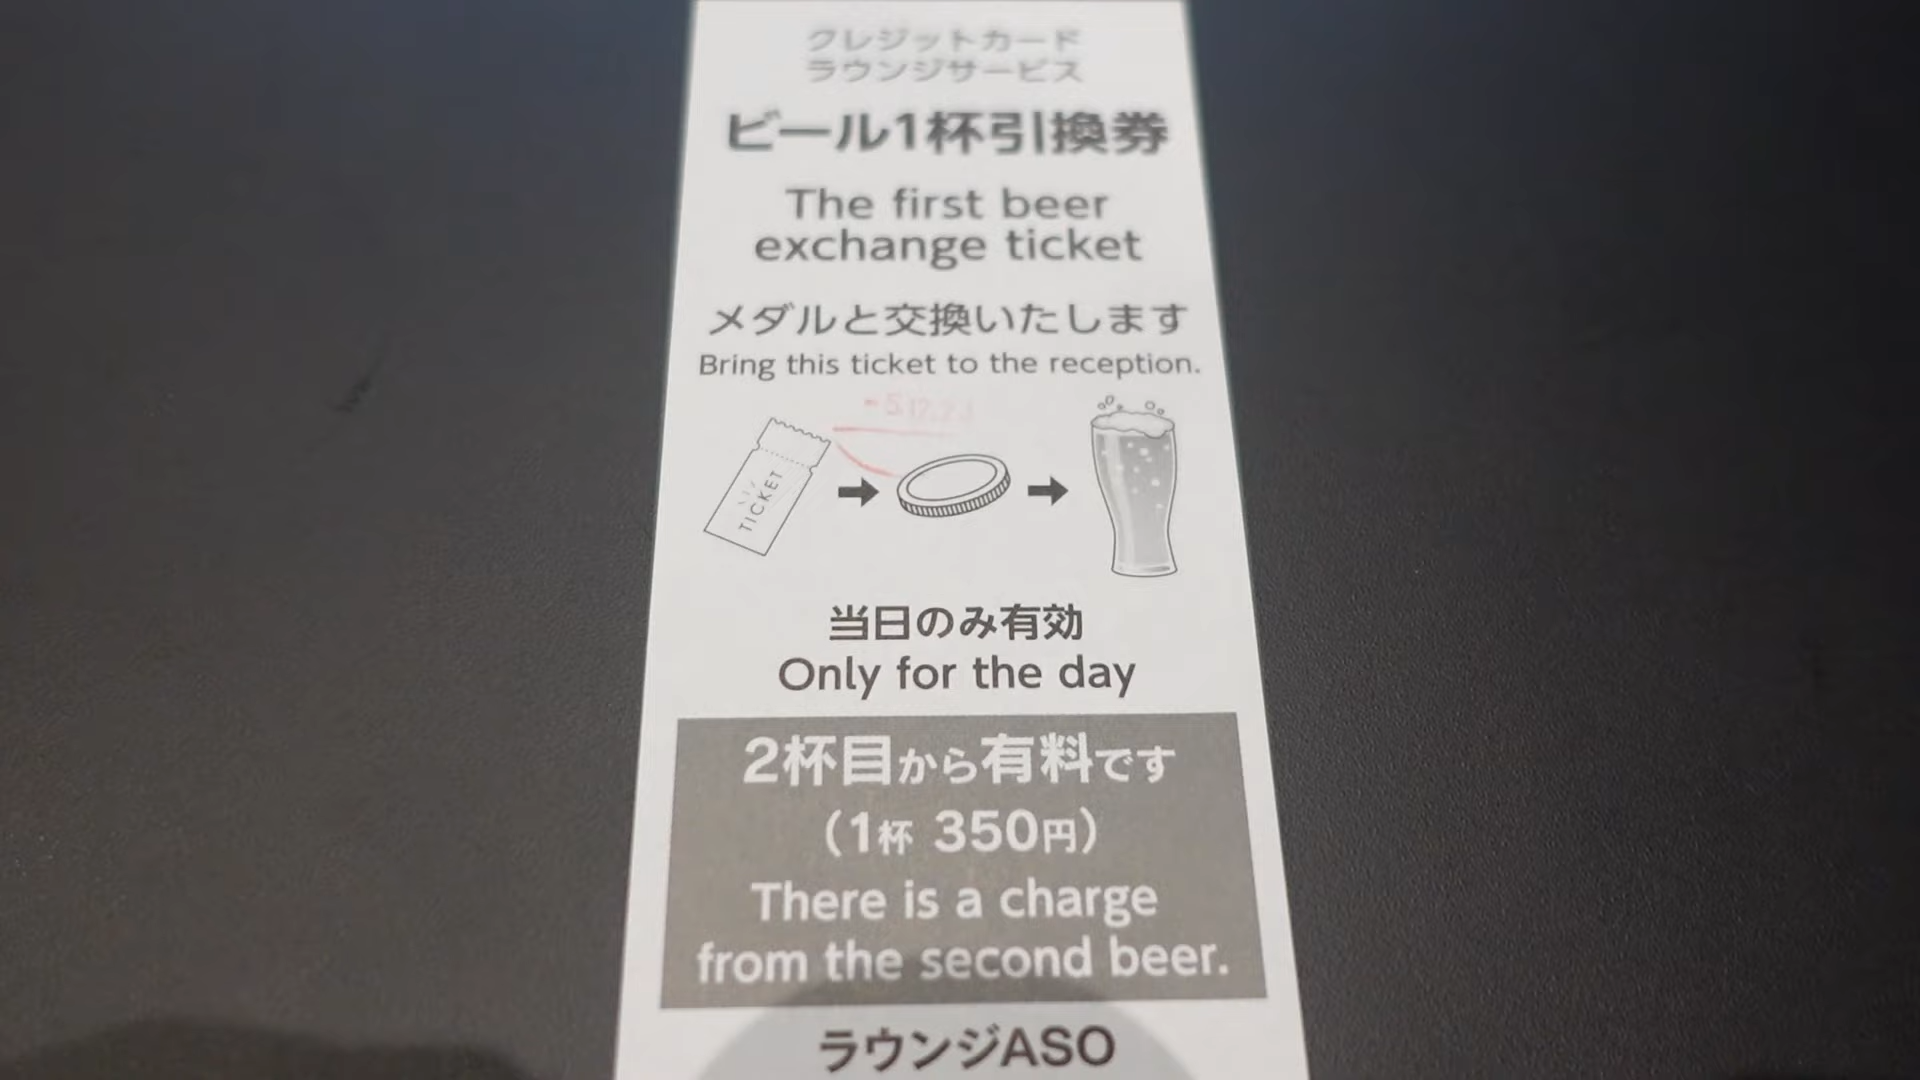 クレジットカード
ラウンジサービス
ビール1杯引換券
The first beer
exchange ticket
メダルと交換いたします
Bring this ticket to the reception.
TICKET
当日のみ有効
Only for the day
2杯目から有料です
(1杯 350円)
There is a charge
from the second beer.
ラウンジASO